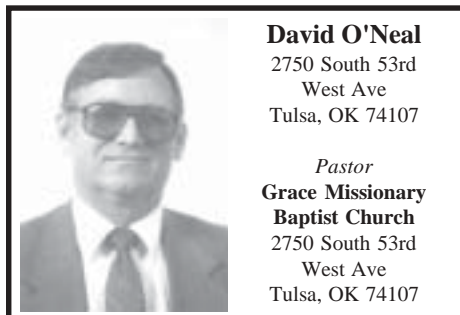 David O'Neal
2750 South 53rd
West Ave
Tulsa, OK 74107
Pastor
Grace Missionary
Baptist Church
2750 South 53rd
West Ave
Tulsa, OK 74107